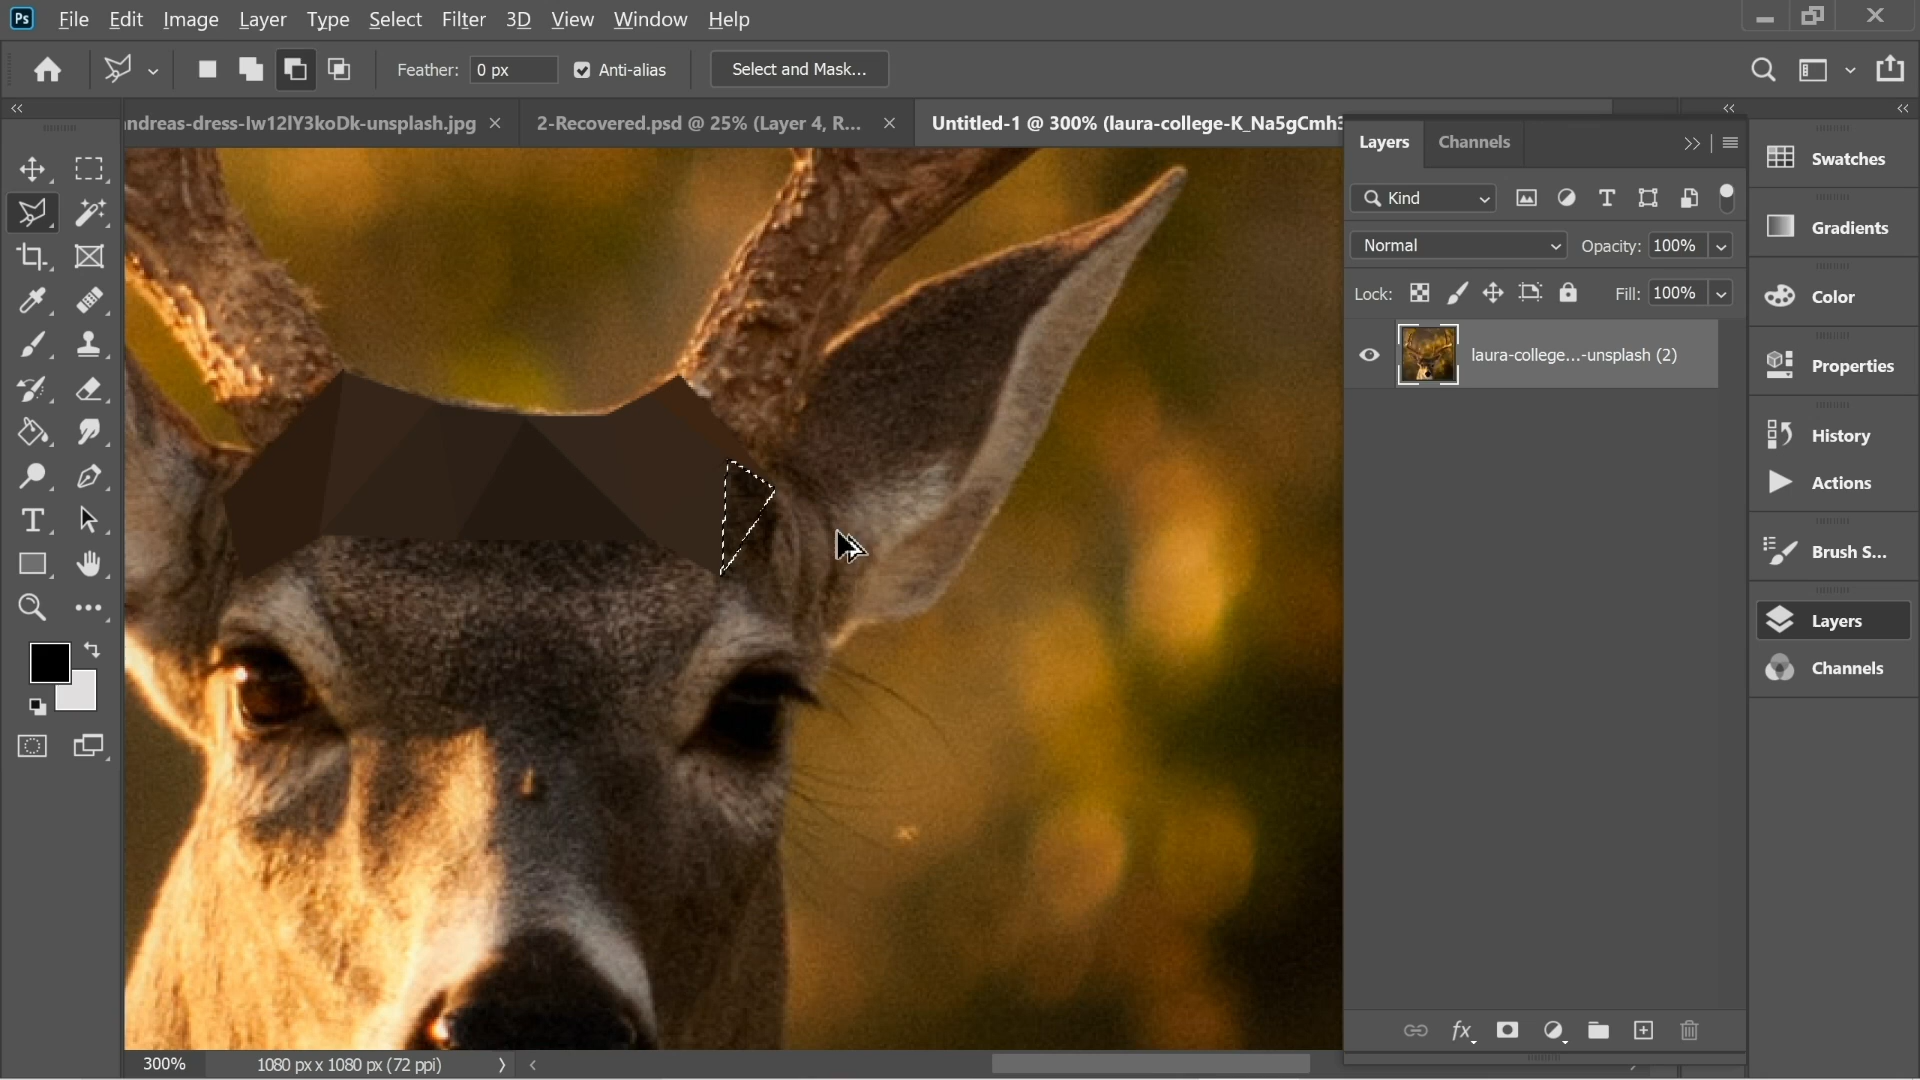 Ps File Edit Image Layer Type Select Filter 3D View Window Help
Feather: 0 px Anti-alias Select and Mask...
ndreas-dress-Iw12lY3koDk-unsplash.jpg 2-Recovered.psd @ 25% (Layer 4, R... Untitled-1 @ 300% (laura-college-K_Na5gCmh3
Layers Channels
Kind
Normal Opacity: 100%
Lock: Fill: 100%
laura-college...-unsplash (2)
Swatches
Gradients
Color
Properties
History
Actions
Brush S...
Layers
Channels
300% 1080 px x 1080 px (72 ppi)